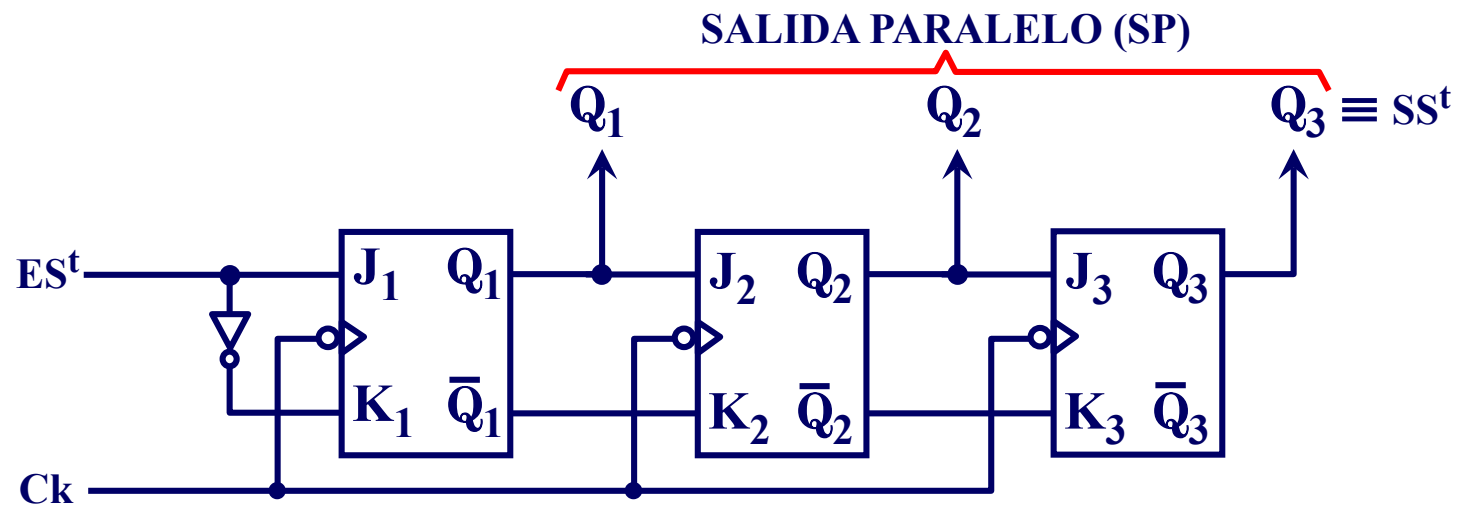 SALIDA PARALELO (SP)
Q1 Q2 Q3 ≡ SSᵗ
ESᵗ J1 Q1 J2 Q2 J3 Q3
K1 Q̅1 K2 Q̅2 K3 Q̅3
Ck